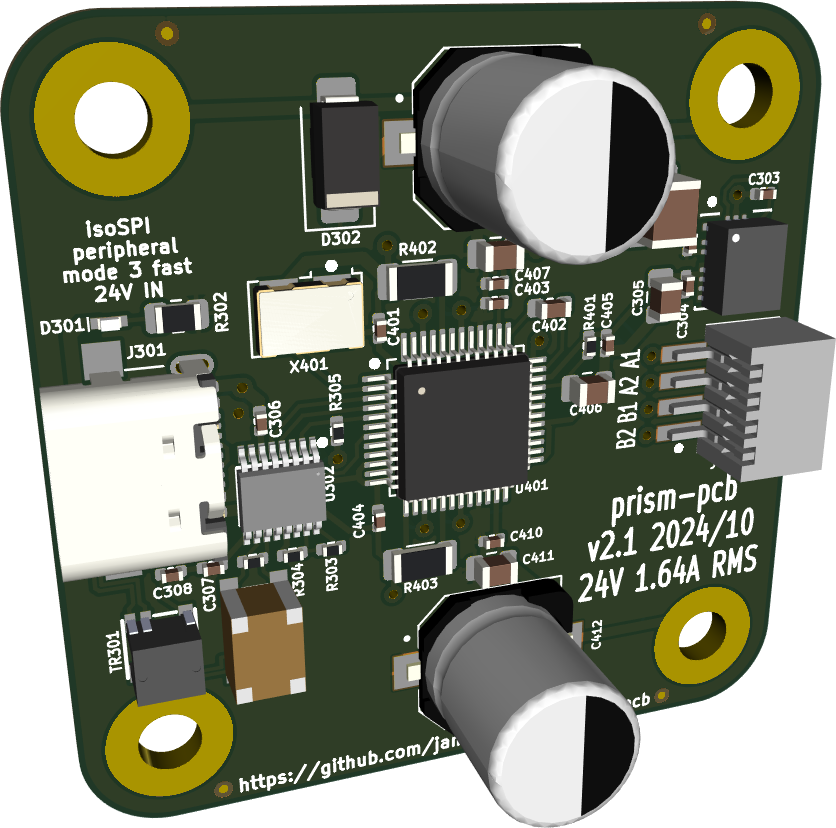 C303
isoSPI
peripheral
mode 3 fast
24V IN
D302
R402
C407
C403
C305
C304
D301
R302
C401
C402
R401
C405
J301
X401
A1
A2
B1
B2
C306
R305
C406
U302
U401
prism-pcb
v2.1 2024/10
24V 1.64A RMS
C404
C410
C411
R403
C308
C307
R304
R303
TR301
C412
https://github.com/jan
pcb